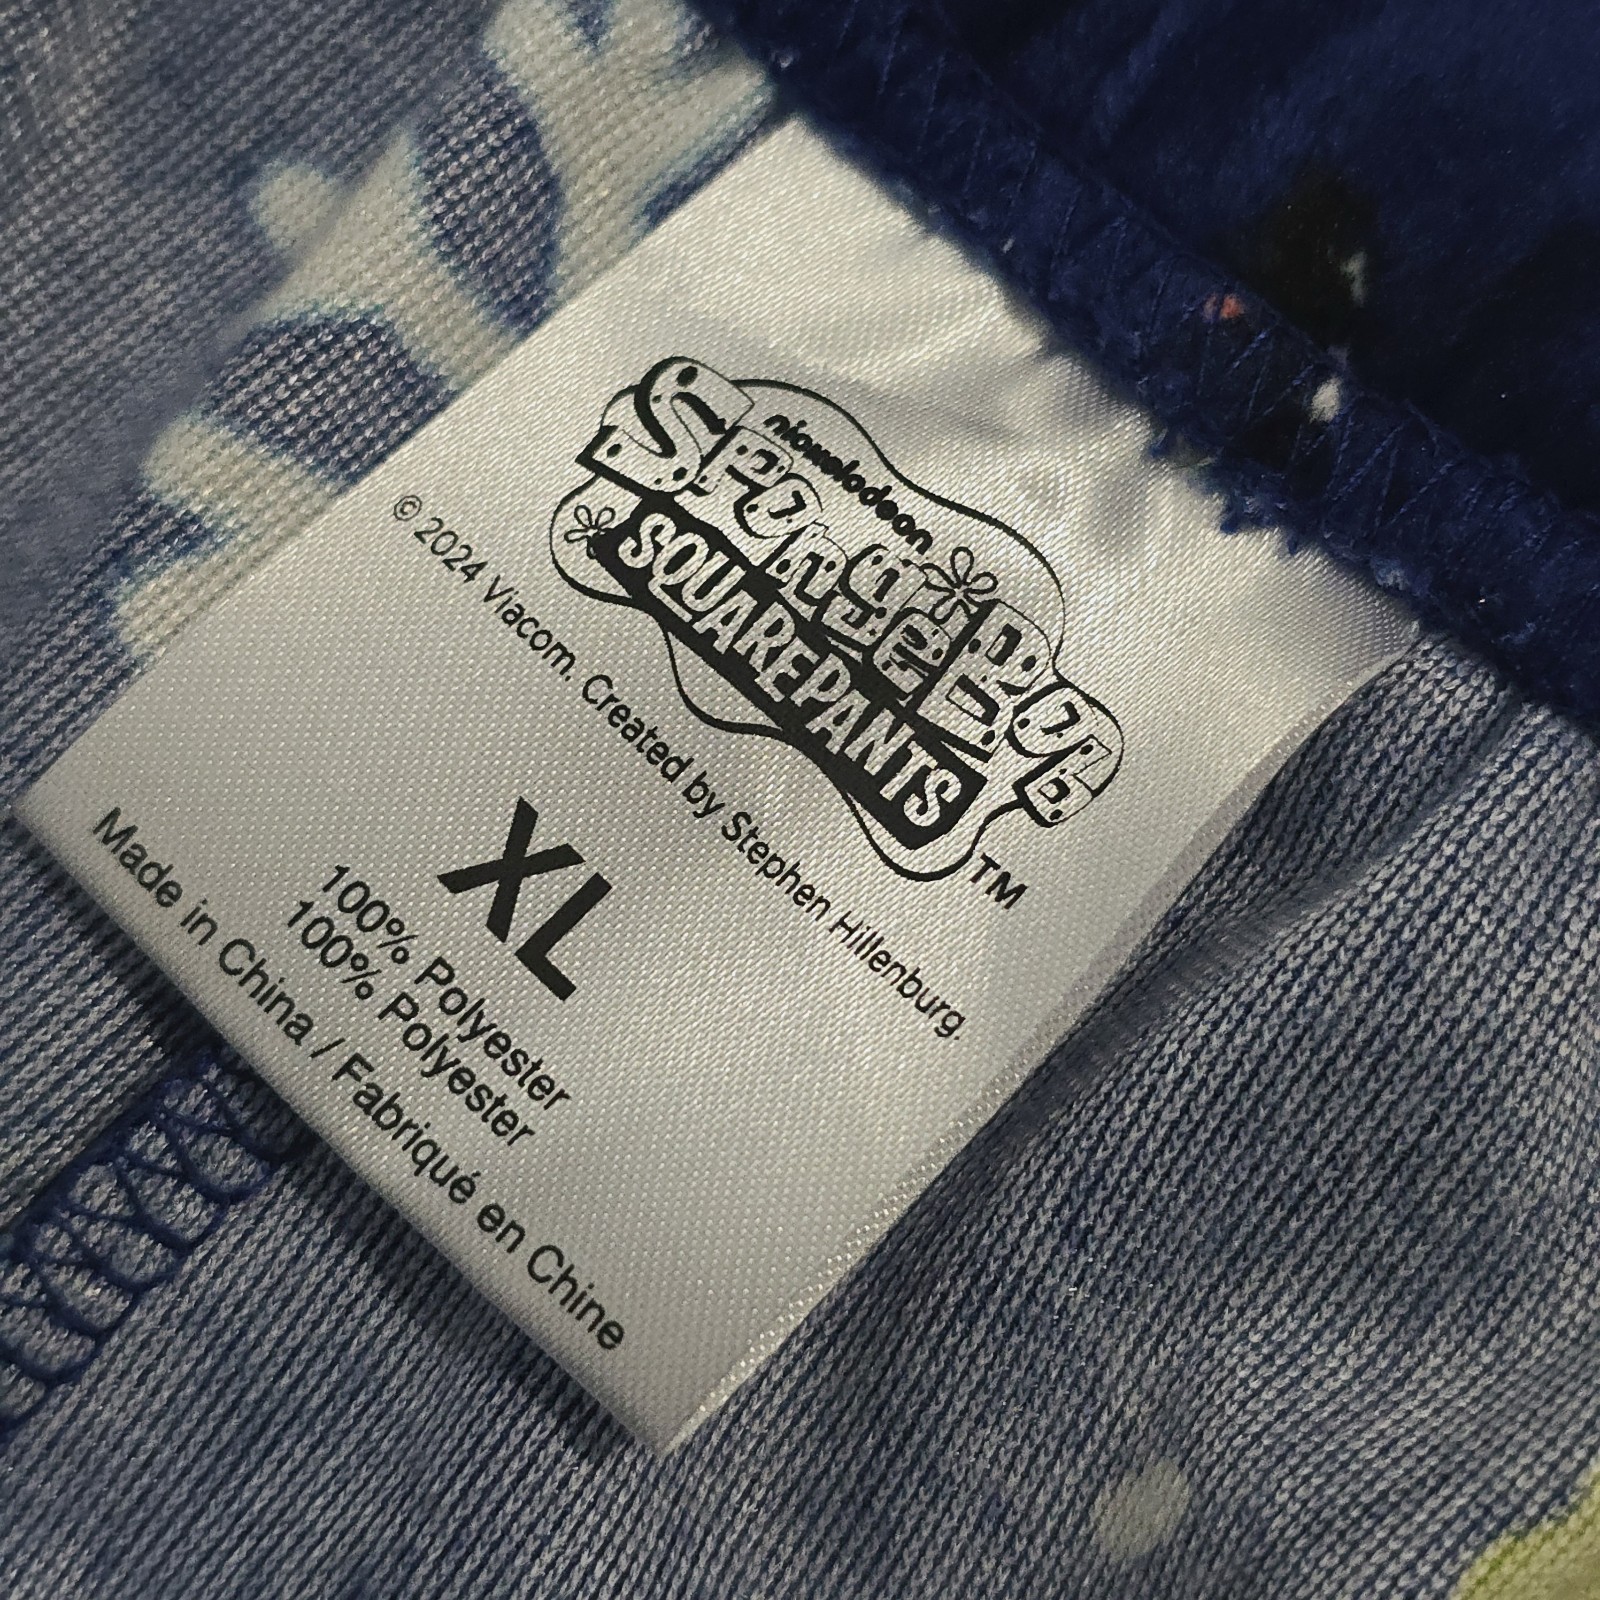 nickelodeon
SpongeBob
SQUAREPANTS
TM
© 2024 Viacom. Created by Stephen Hillenburg.
XL
100% Polyester
100% Polyester
Made in China / Fabriqué en Chine